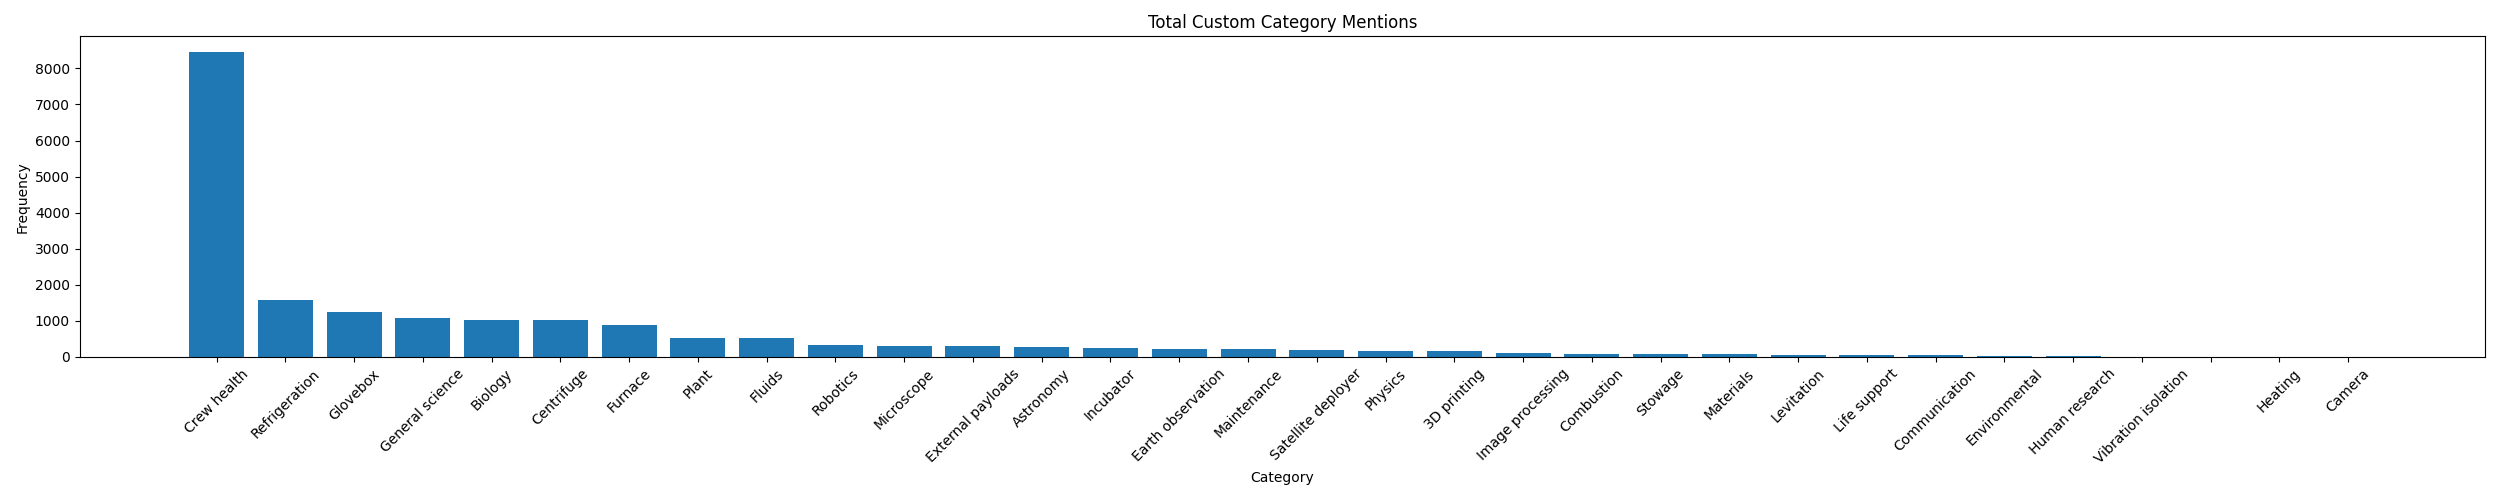 Total Custom Category Mentions
Frequency
8000
7000
6000
5000
4000
3000
2000
1000
0
Crew health
Refrigeration
Glovebox
General science
Biology
Centrifuge
Furnace
Plant
Fluids
Robotics
Microscope
External payloads
Astronomy
Incubator
Earth observation
Maintenance
Satellite deployer
Physics
3D printing
Image processing
Combustion
Stowage
Materials
Levitation
Life support
Communication
Environmental
Human research
Vibration isolation
Heating
Camera
Category